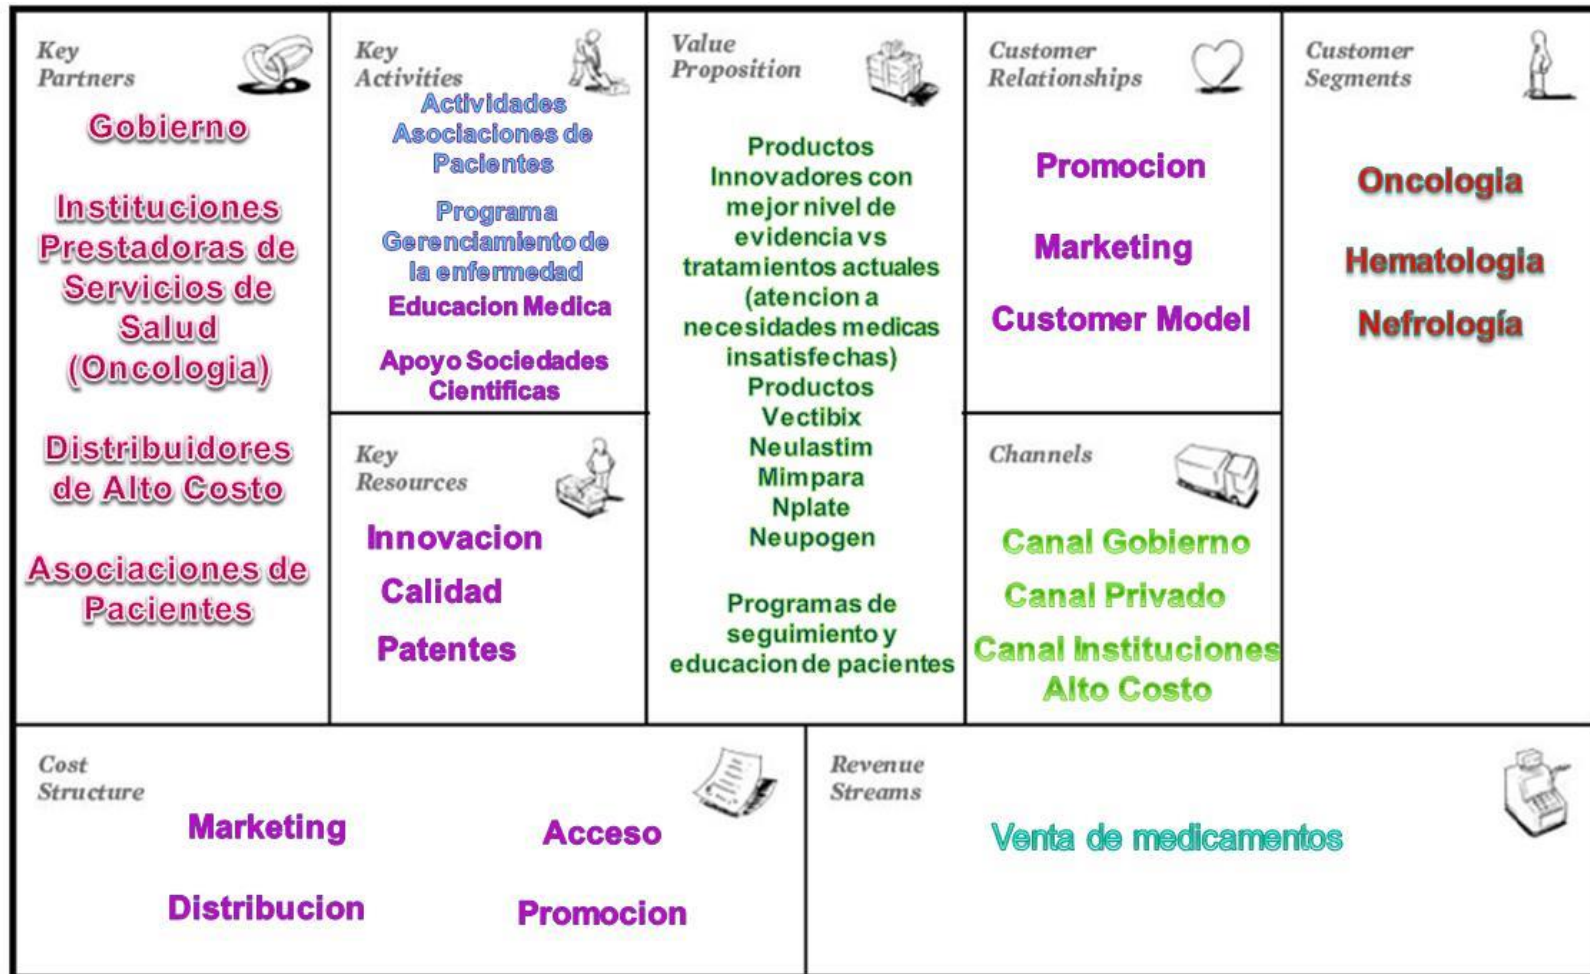 Key
Partners
Gobierno
Instituciones
Prestadoras de
Servicios de
Salud
(Oncologia)
Distribuidores
de Alto Costo
Asociaciones de
Pacientes
Key
Activities
Actividades
Asociaciones de
Pacientes
Programa
Gerenciamiento de
la enfermedad
Educacion Medica
Apoyo Sociedades
Cientificas
Key
Resources
Innovacion
Calidad
Patentes
Value
Proposition
Productos
Innovadores con
mejor nivel de
evidencia vs
tratamientos actuales
(atencion a
necesidades medicas
insatisfechas)
Productos
Vectibix
Neulastim
Mimpara
Nplate
Neupogen
Programas de
seguimiento y
educacion de pacientes
Customer
Relationships
Promocion
Marketing
Customer Model
Channels
Canal Gobierno
Canal Privado
Canal Instituciones
Alto Costo
Customer
Segments
Oncologia
Hematologia
Nefrología
Cost
Structure
Marketing
Acceso
Distribucion
Promocion
Revenue
Streams
Venta de medicamentos